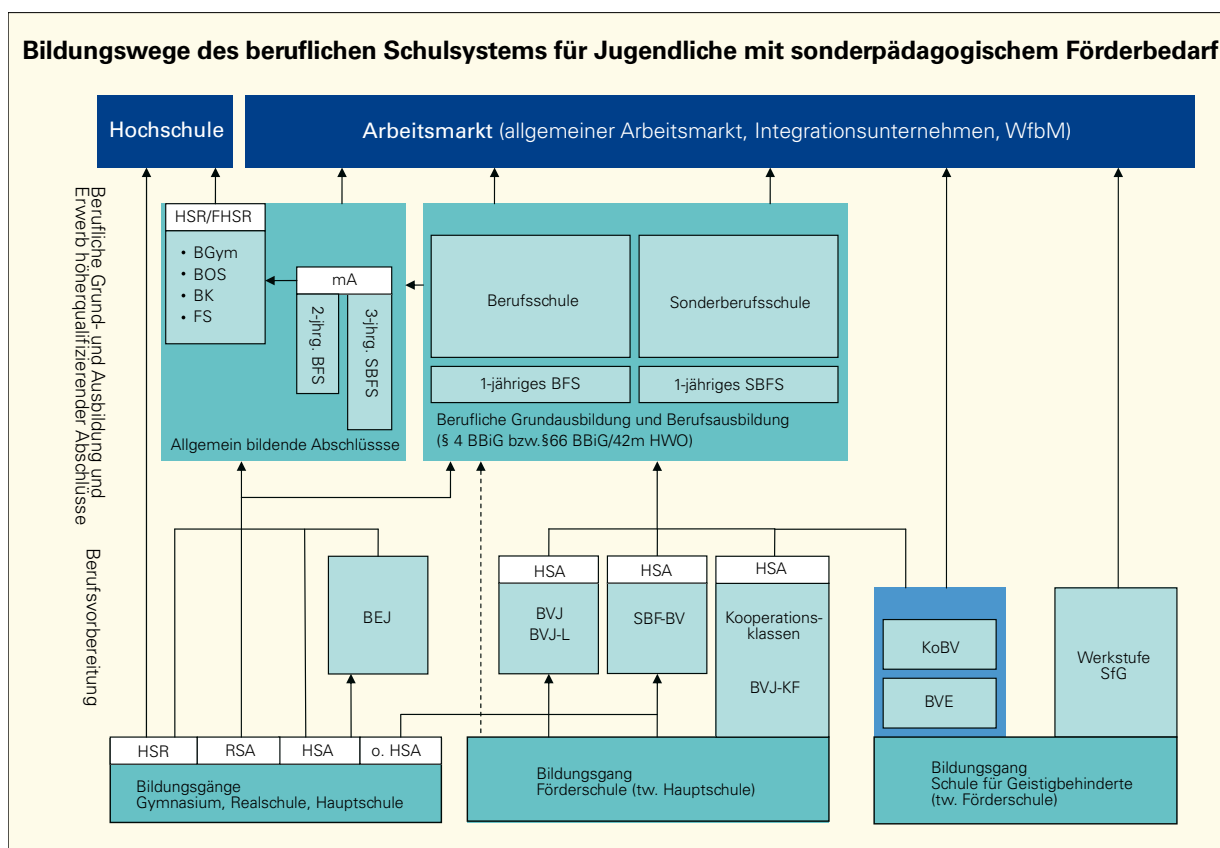 Bildungswege des beruflichen Schulsystems für Jugendliche mit sonderpädagogischem Förderbedarf
Hochschule
Arbeitsmarkt (allgemeiner Arbeitsmarkt, Integrationsunternehmen, WfbM)
Berufliche Grund- und Ausbildung und
Erwerb höherqualifizierender Abschlüsse
HSR/FHSR
• BGym
• BOS
• BK
• FS
mA
2-jhrg. BFS
3-jhrg. SBFS
Allgemein bildende Abschlüssse
Berufsschule
Sonderberufsschule
1-jähriges BFS
1-jähriges SBFS
Berufliche Grundausbildung und Berufsausbildung
(§ 4 BBiG bzw.§66 BBiG/42m HWO)
Berufsvorbereitung
BEJ
HSA
BVJ
BVJ-L
HSA
SBF-BV
HSA
Kooperations-
klassen
BVJ-KF
KoBV
BVE
Werkstufe
SfG
HSR
RSA
HSA
o. HSA
Bildungsgänge
Gymnasium, Realschule, Hauptschule
Bildungsgang
Förderschule (tw. Hauptschule)
Bildungsgang
Schule für Geistigbehinderte
(tw. Förderschule)